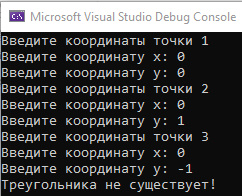 Microsoft Visual Studio Debug Console
Введите координаты точки 1
Введите координату x: 0
Введите координату y: 0
Введите координаты точки 2
Введите координату x: 0
Введите координату y: 1
Введите координаты точки 3
Введите координату x: 0
Введите координату y: -1
Треугольника не существует!